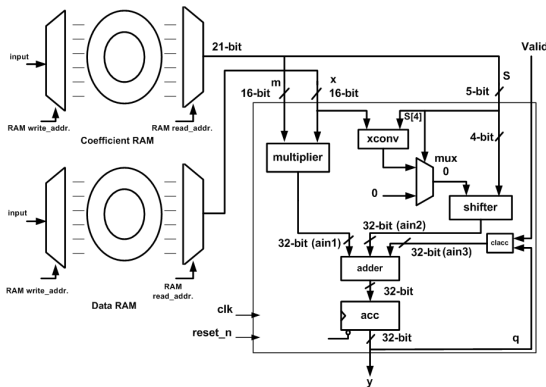 21-bit
Valid
input
m
x
S
16-bit
16-bit
5-bit
RAM write_addr.
RAM read_addr.
S[4]
Coefficient RAM
xconv
4-bit
multiplier
mux
0
0
shifter
input
32-bit (ain1)
32-bit (ain2)
clacc
32-bit (ain3)
adder
RAM write_addr.
RAM
read_addr.
Data RAM
32-bit
clk
acc
reset_n
32-bit
q
y